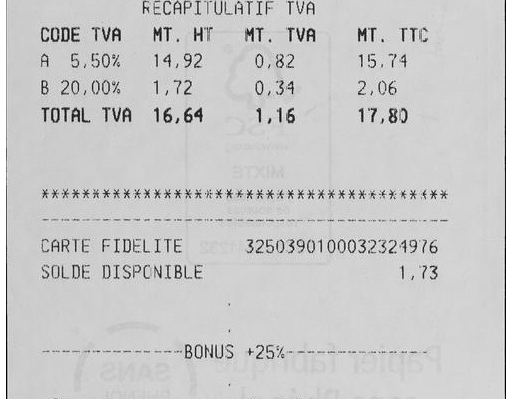 RECAPITULATIF TVA
CODE TVA MT. HT MT. TVA MT. TTC
A 5,50% 14,92 0,82 15,74
B 20,00% 1,72 0,34 2,06
TOTAL TVA 16,64 1,16 17,80
****************************************
----------------------------------------
CARTE FIDELITE 3250390100032324976
SOLDE DISPONIBLE 1,73
--------------BONUS +25%----------------
FSC
MIXTE
Papier fabriqué
SANS